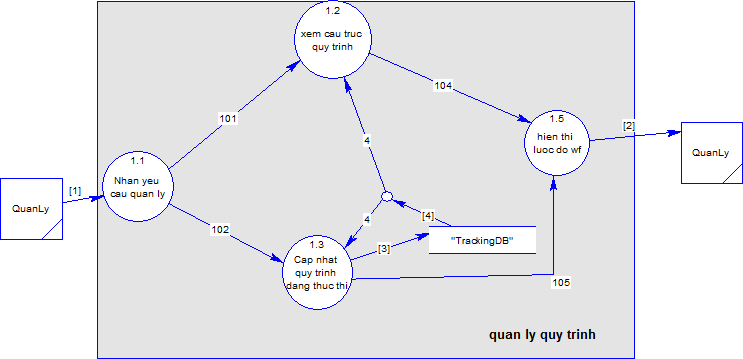 1.2
xem cau truc
quy trinh
101
104
1.5
hien thi
luoc do wf
[2]
QuanLy
4
1.1
Nhan yeu
cau quan ly
QuanLy
[1]
4
[4]
102
1.3
Cap nhat
quy trinh
dang thuc thi
[3]
"TrackingDB"
105
quan ly quy trinh